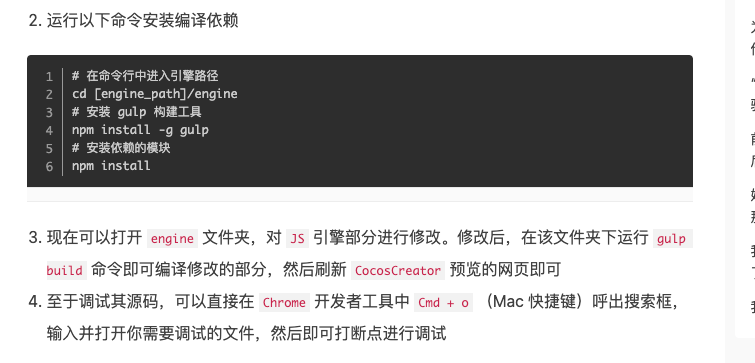 2. 运行以下命令安装编译依赖
1 # 在命令行中进入引擎路径
2 cd [engine_path]/engine
3 # 安装 gulp 构建工具
4 npm install -g gulp
5 # 安装依赖的模块
6 npm install
3. 现在可以打开 engine 文件夹，对 JS 引擎部分进行修改。修改后，在该文件夹下运行 gulp
build 命令即可编译修改的部分，然后刷新 CocosCreator 预览的网页即可
4. 至于调试其源码，可以直接在 Chrome 开发者工具中 Cmd + o （Mac 快捷键）呼出搜索框，
输入并打开你需要调试的文件，然后即可打断点进行调试